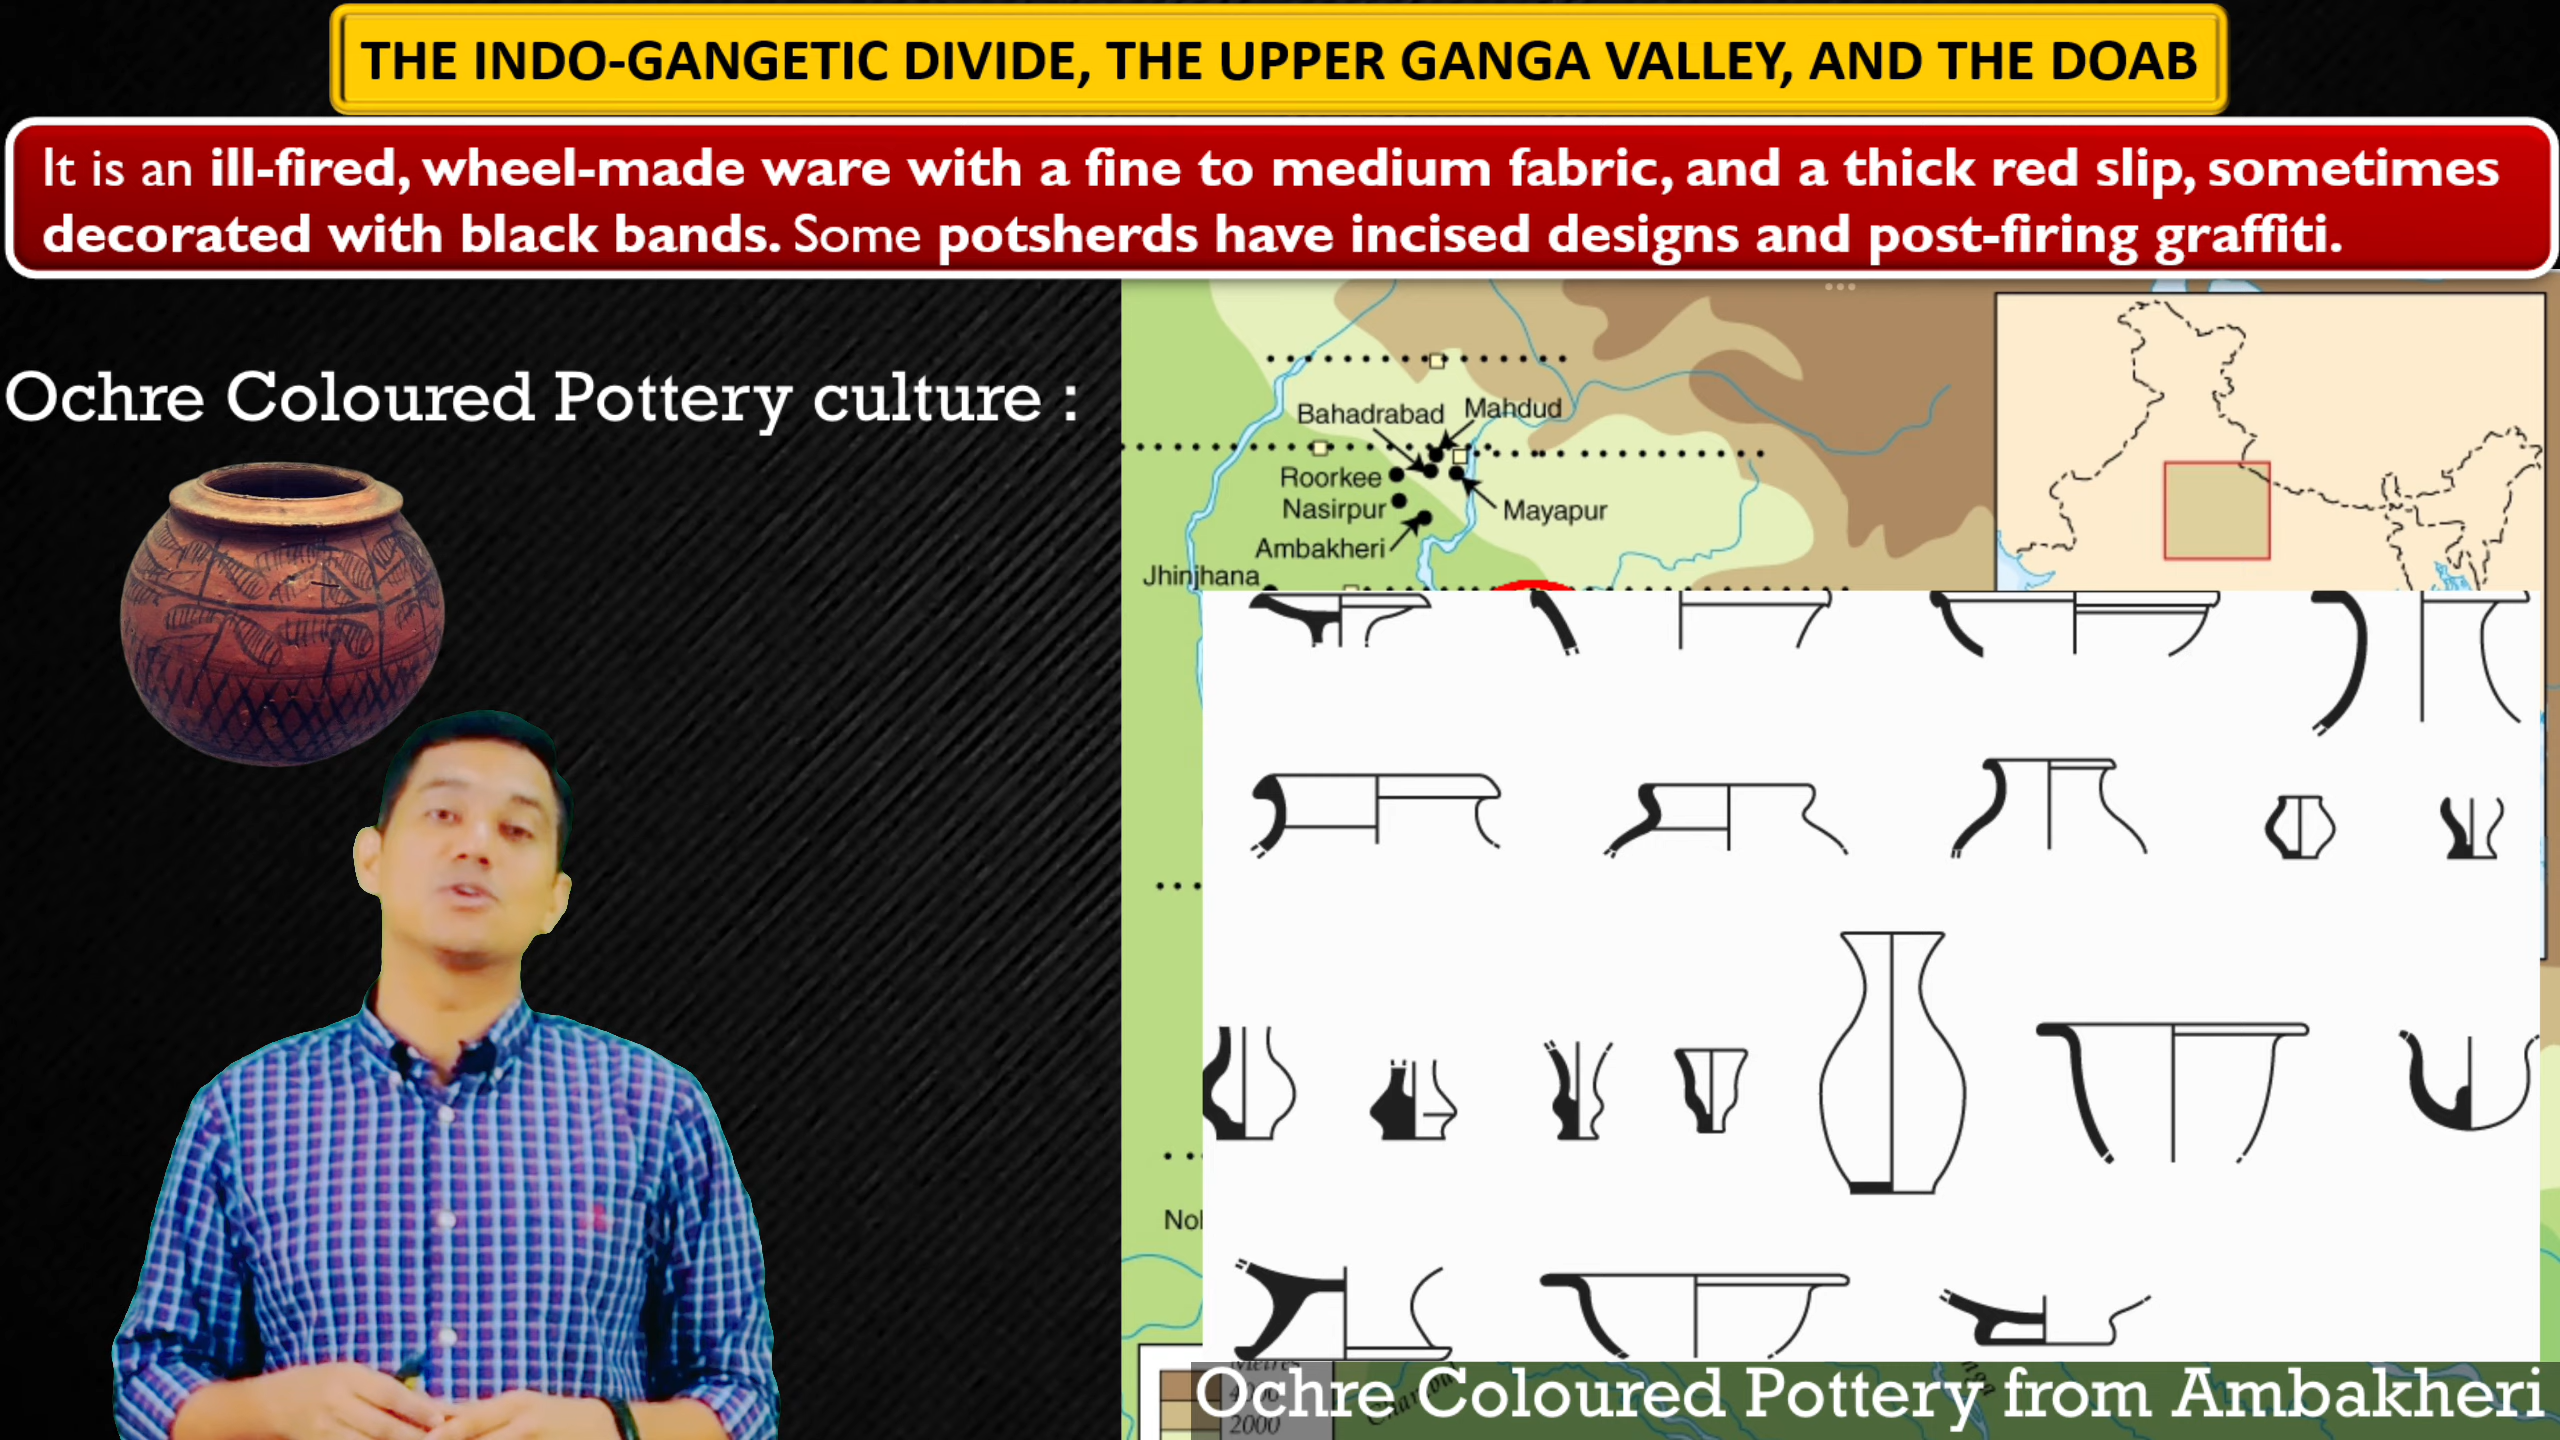 THE INDO-GANGETIC DIVIDE, THE UPPER GANGA VALLEY, AND THE DOAB
It is an ill-fired, wheel-made ware with a fine to medium fabric, and a thick red slip, sometimes
decorated with black bands. Some potsherds have incised designs and post-firing graffiti.
Ochre Coloured Pottery culture :
Bahadrabad
Mahdud
Roorkee
Nasirpur
Mayapur
Ambakheri
Jhinjhana
Metres
2000
Ochre Coloured Pottery from Ambakheri